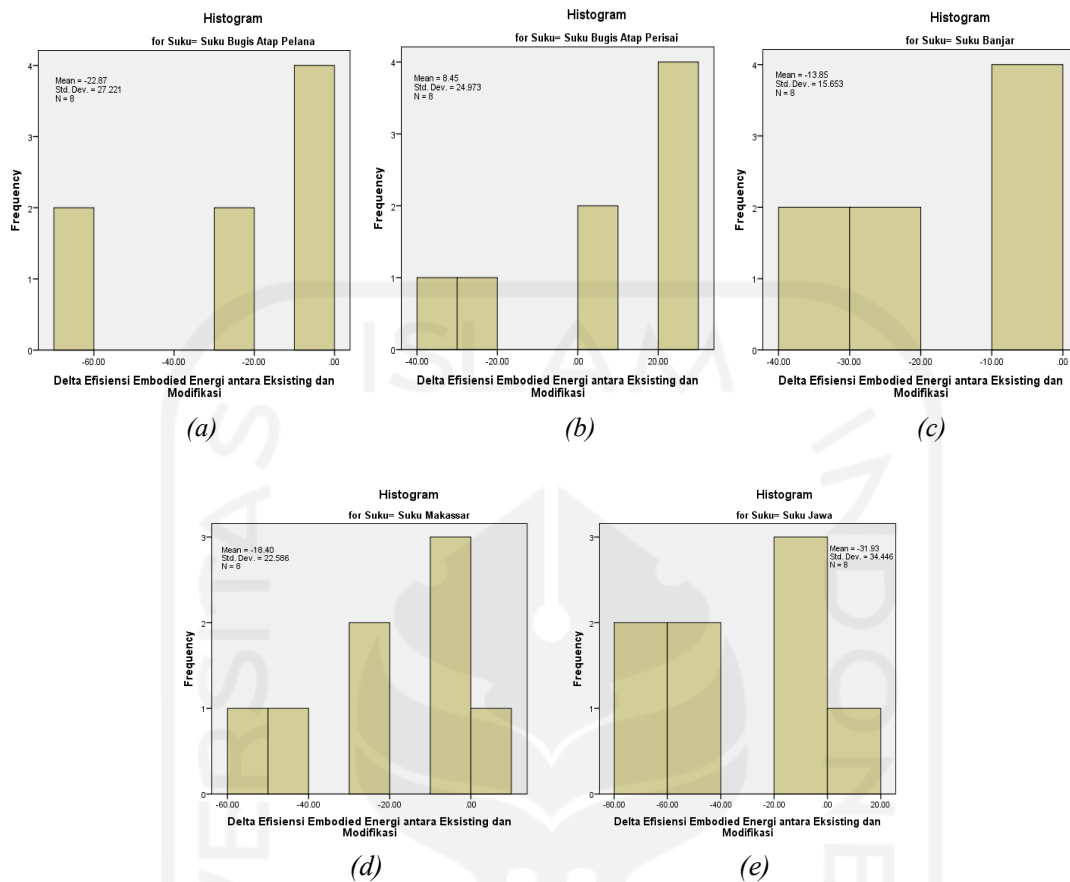 Histogram
for Suku= Suku Bugis Atap Pelana
Mean = -22.87
Std. Dev. = 27.221
N = 8
Frequency
4
3
2
1
0
-60.00 -40.00 -20.00 .00
Delta Efisiensi Embodied Energi antara Eksisting dan
Modifikasi
(a)
Histogram
for Suku= Suku Bugis Atap Perisai
Mean = 8.45
Std. Dev. = 24.973
N = 8
Frequency
4
3
2
1
0
-40.00 -20.00 .00 20.00
Delta Efisiensi Embodied Energi antara Eksisting dan
Modifikasi
(b)
Histogram
for Suku= Suku Banjar
Mean = -13.85
Std. Dev. = 15.653
N = 8
Frequency
4
3
2
1
0
-40.00 -30.00 -20.00 -10.00 .00
Delta Efisiensi Embodied Energi antara Eksisting dan
Modifikasi
(c)
Histogram
for Suku= Suku Makassar
Mean = -18.40
Std. Dev. = 22.586
N = 8
Frequency
3
2
1
0
-60.00 -40.00 -20.00 .00
Delta Efisiensi Embodied Energi antara Eksisting dan
Modifikasi
(d)
Histogram
for Suku= Suku Jawa
Mean = -31.93
Std. Dev. = 34.446
N = 8
Frequency
3
2
1
0
-80.00 -60.00 -40.00 -20.00 .00 20.00
Delta Efisiensi Embodied Energi antara Eksisting dan
Modifikasi
(e)
ISLAM
VERSITAS
INDONE